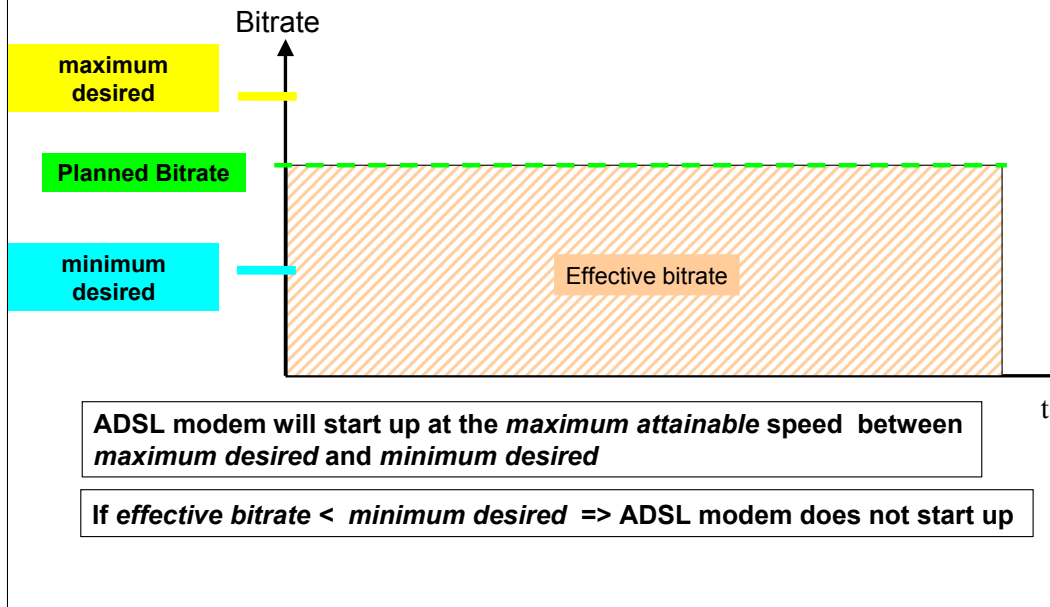 Bitrate
maximum
desired
Planned Bitrate
minimum
desired
Effective bitrate
t
ADSL modem will start up at the maximum attainable speed between
maximum desired and minimum desired
If effective bitrate < minimum desired => ADSL modem does not start up